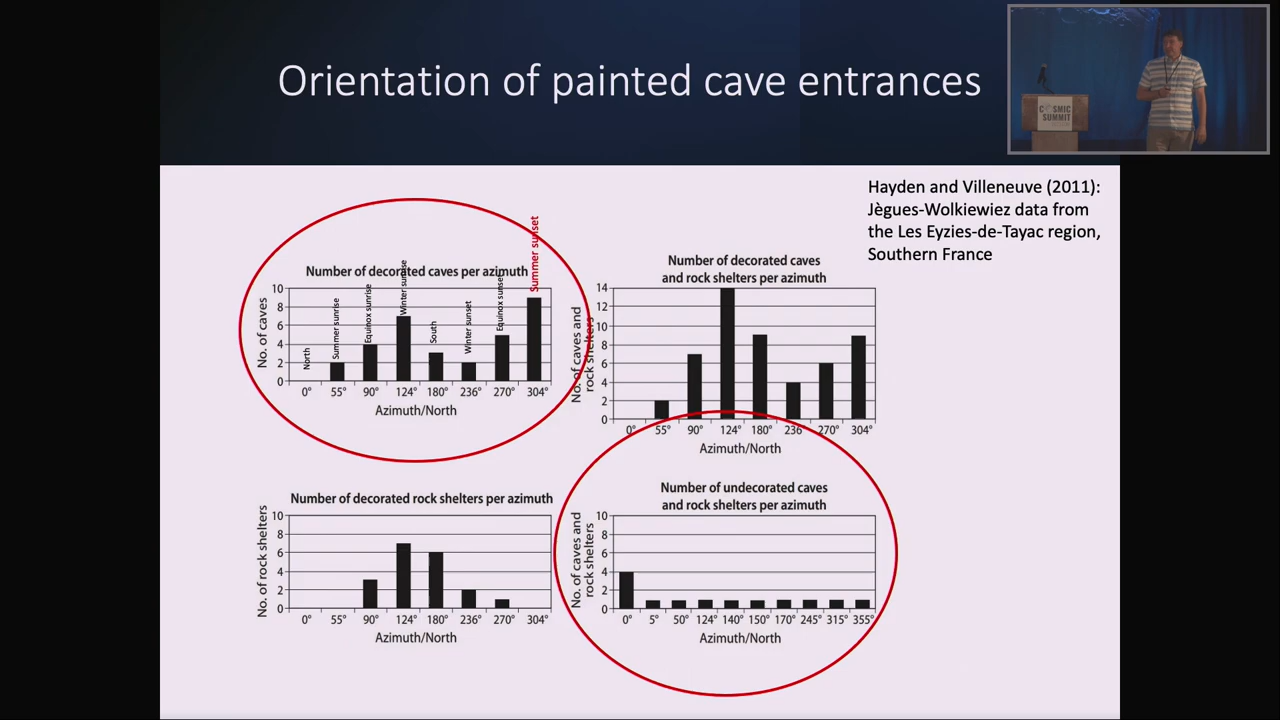 Orientation of painted cave entrances
COSMIC
SUMMIT
Hayden and Villeneuve (2011):
Jègues-Wolkiewiez data from
the Les Eyzies-de-Tayac region,
Southern France
Number of decorated caves per azimuth
No. of caves
10
8
6
4
2
0
North
Summer sunrise
Equinox sunrise
Winter sunrise
South
Winter sunset
Equinox sunset
Summer sunset
0° 55° 90° 124° 180° 236° 270° 304°
Azimuth/North
Number of decorated caves
and rock shelters per azimuth
No. of caves and
rock shelters
14
12
10
8
6
4
2
0
0° 55° 90° 124° 180° 236 270° 304°
Azimuth/North
Number of decorated rock shelters per azimuth
No. of rock shelters
10
8
6
4
2
0
0° 55° 90° 124° 180° 236° 270° 304°
Azimuth/North
Number of undecorated caves
and rock shelters per azimuth
No. of caves and
rock shelters
10
8
6
4
2
0
0° 5° 50° 124° 140° 150° 170° 245° 315° 355°
Azimuth/North